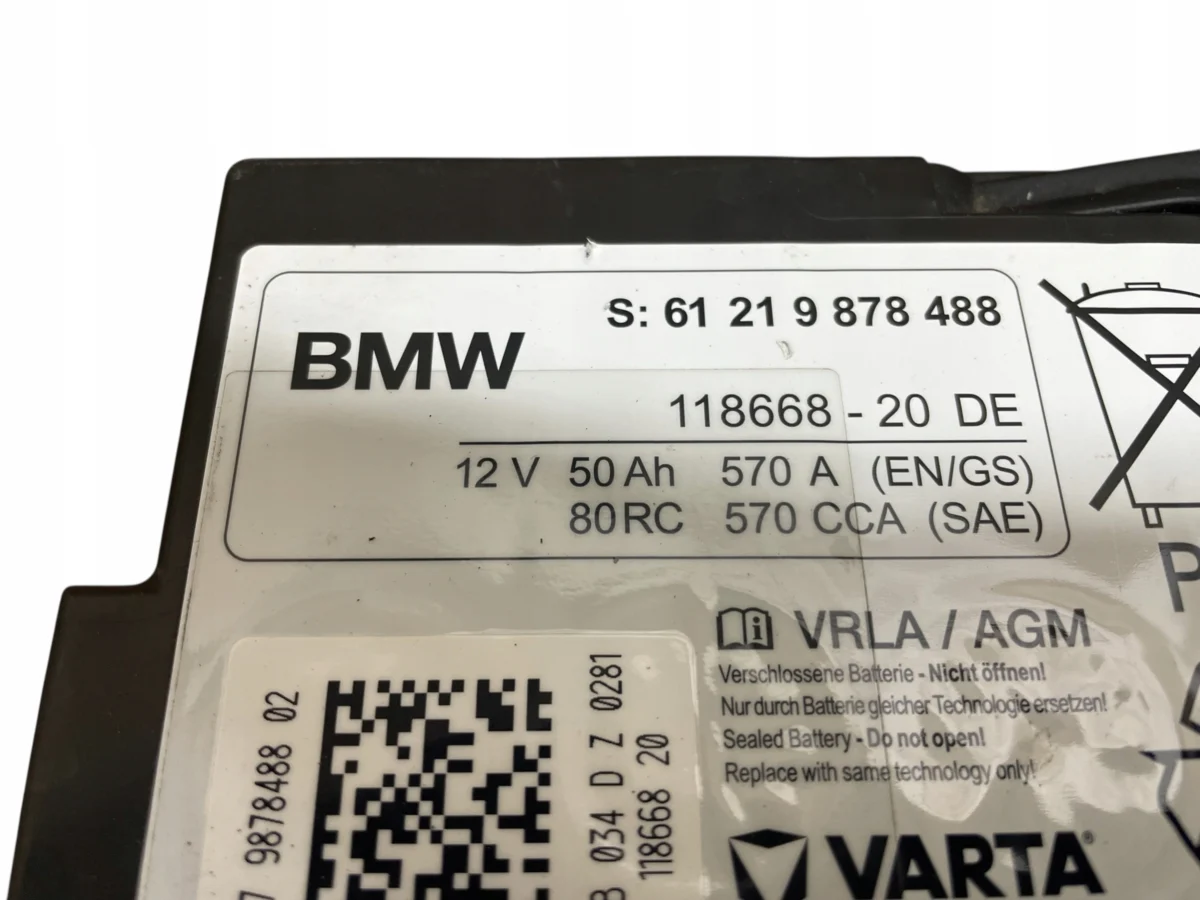 S: 61 21 9 878 488
BMW
118668 - 20 DE
12 V 50 Ah 570 A (EN/GS)
80 RC 570 CCA (SAE)
P
VRLA / AGM
Verschlossene Batterie - Nicht öffnen!
Nur durch Batterie gleicher Technologie ersetzen!
Sealed Battery - Do not open!
Replace with same technology only!
VARTA®
7 9878488 02
B 034 D Z 0281
118668 20